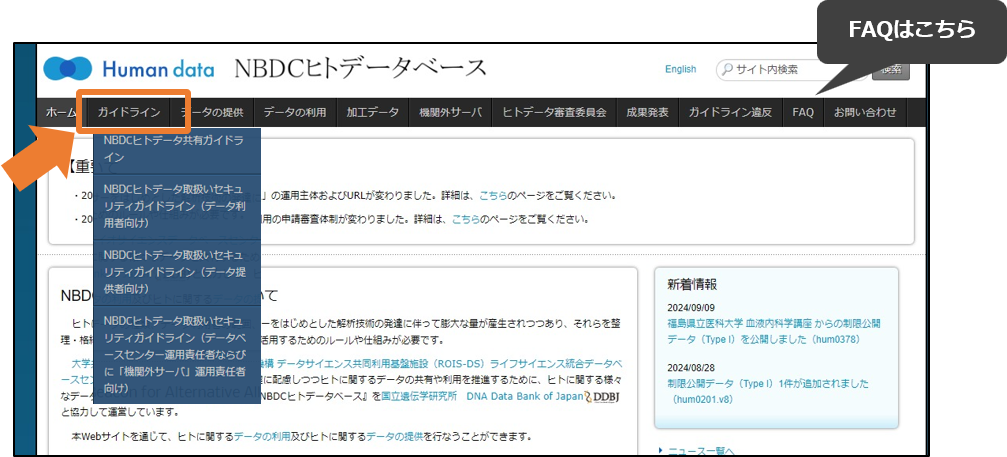 FAQはこちら
Human data NBDCヒトデータベース
English
サイト内検索
検索
ホーム ガイドライン データの提供 データの利用 加工データ 機関外サーバ ヒトデータ審査委員会 成果発表 ガイドライン違反 FAQ お問い合わせ
NBDCヒトデータ共有ガイドラ
イン
NBDCヒトデータ取扱いセキュ
リティガイドライン（データ利
用者向け）
NBDCヒトデータ取扱いセキュ
リティガイドライン（データ提
供者向け）
NBDCヒトデータ取扱いセキュ
リティガイドライン（データベ
ースセンター運用責任者ならび
に「機関外サーバ」運用責任者
向け）
【重要
・20
」の運用主体およびURLが変わりました。詳細は、こちらのページをご覧ください。
・20
用の申請審査体制が変わりました。詳細は、こちらのページをご覧ください。
NBDC
いて
ヒトに
ーをはじめとした解析技術の発達に伴って膨大な量が産生されつつあり、それらを整
理・格
活用するためのルールや仕組みが必要です。
大学共
機構 データサイエンス共同利用基盤施設（ROIS-DS）ライフサイエンス統合データベ
ースセン
に配慮しつつヒトに関するデータの共有や利用を推進するために、ヒトに関する様々
なデータ
NBDCヒトデータベース』を国立遺伝学研究所 DNA Data Bank of Japan DDBJ
と協力して運営しています。
本Webサイトを通じて、ヒトに関するデータの利用及びヒトに関するデータの提供を行なうことができます。
新着情報
2024/09/09
福島県立医科大学 血液内科学講座 からの制限公開
データ（Type I）を公開しました（hum0378）
2024/08/28
制限公開データ（Type I）1件が追加されました
（hum0201.v8）
ニュース一覧へ